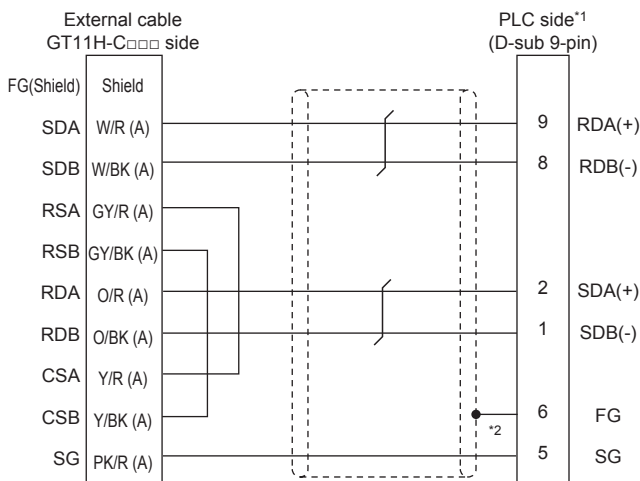 External cable
GT11H-C□□□ side
PLC side*1
(D-sub 9-pin)
FG(Shield) Shield
SDA W/R (A) 9 RDA(+)
SDB W/BK (A) 8 RDB(-)
RSA GY/R (A)
RSB GY/BK (A)
RDA O/R (A) 2 SDA(+)
RDB O/BK (A) 1 SDB(-)
CSA Y/R (A)
CSB Y/BK (A) *2 6 FG
SG PK/R (A) 5 SG